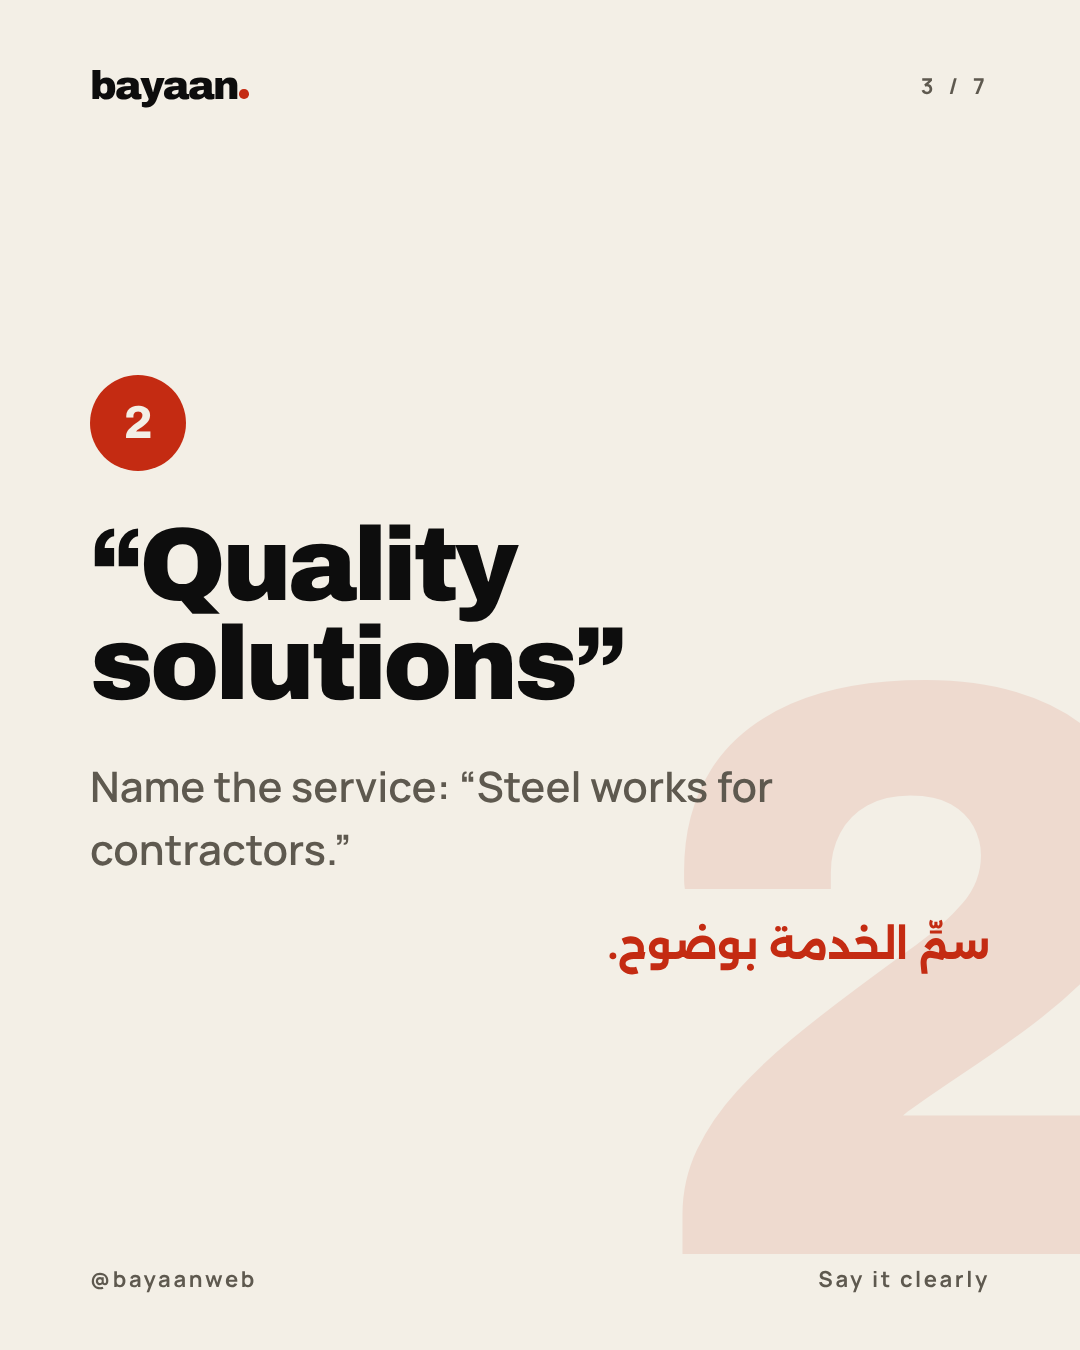 bayaan.
3 / 7
2
“Quality
solutions”
Name the service: “Steel works for
contractors.”
سمِّ الخدمة بوضوح.
2
@bayaanweb
Say it clearly